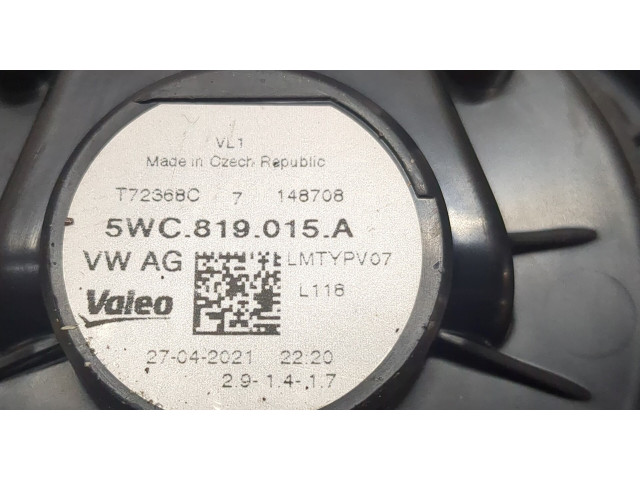 VL1
Made in Czech Republic
T72368C 7 148708
5WC.819.015.A
VW AG
LMTYPV07
Valeo
L116
27-04-2021 22:20
2.9- 1.4- 1.7